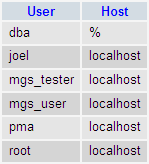 User Host
dba %
joel localhost
mgs_tester localhost
mgs_user localhost
pma localhost
root localhost